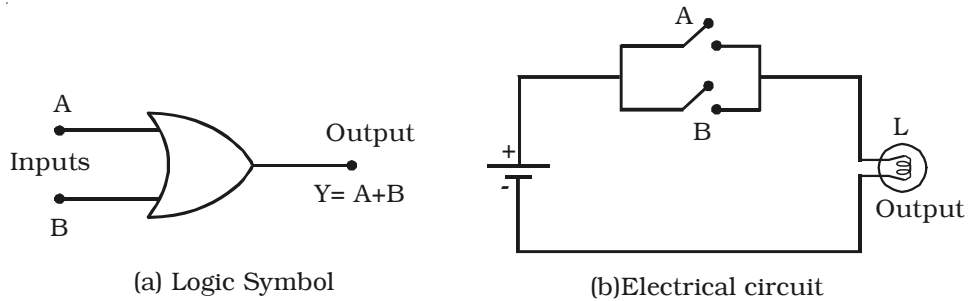 A
Inputs
B
Output
Y= A+B
(a) Logic Symbol
A
B
+
-
L
Output
(b)Electrical circuit